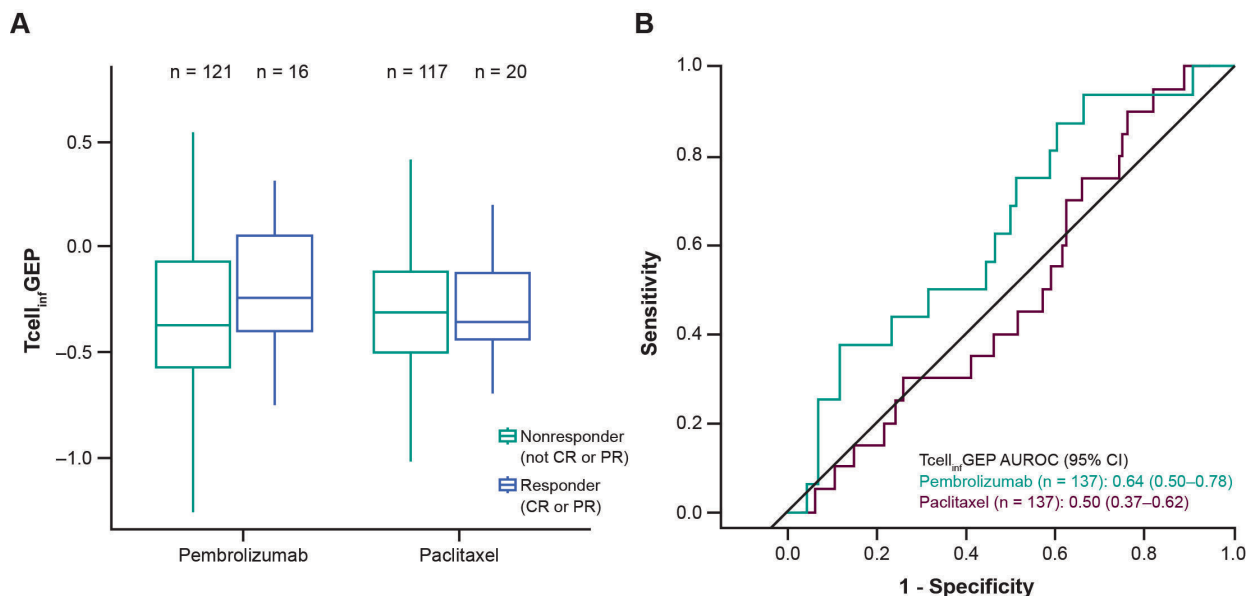 A
n = 121 n = 16 n = 117 n = 20
0.5
0.0
–0.5
–1.0
TcellinfGEP
Nonresponder
(not CR or PR)
Responder
(CR or PR)
Pembrolizumab Paclitaxel
B
1.0
0.8
0.6
0.4
0.2
0.0
Sensitivity
TcellinfGEP AUROC (95% CI)
Pembrolizumab (n = 137): 0.64 (0.50–0.78)
Paclitaxel (n = 137): 0.50 (0.37–0.62)
0.0 0.2 0.4 0.6 0.8 1.0
1 - Specificity